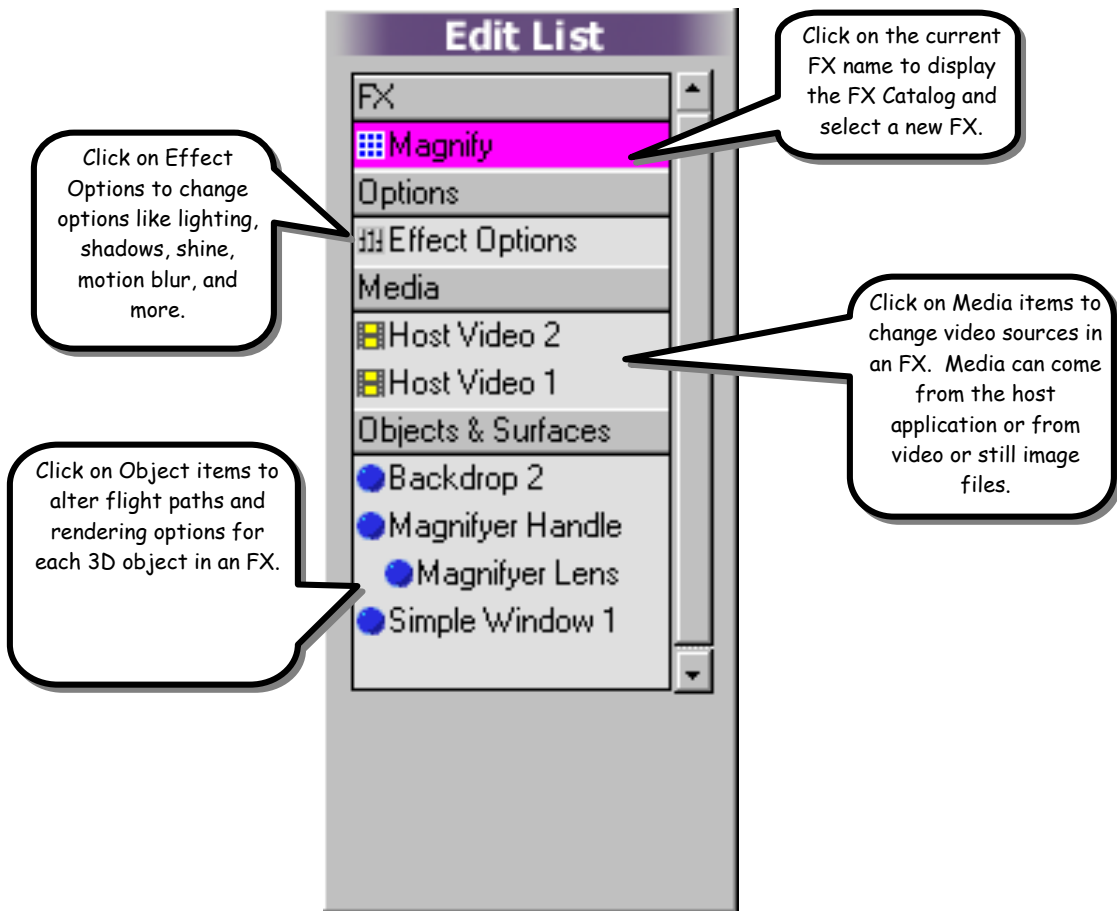 Edit List
FX
Magnify
Options
Effect Options
Media
Host Video 2
Host Video 1
Objects & Surfaces
Backdrop 2
Magnifyer Handle
Magnifyer Lens
Simple Window 1
Click on the current
FX name to display
the FX Catalog and
select a new FX.
Click on Effect
Options to change
options like lighting,
shadows, shine,
motion blur, and
more.
Click on Media items to
change video sources in
an FX. Media can come
from the host
application or from
video or still image
files.
Click on Object items to
alter flight paths and
rendering options for
each 3D object in an FX.